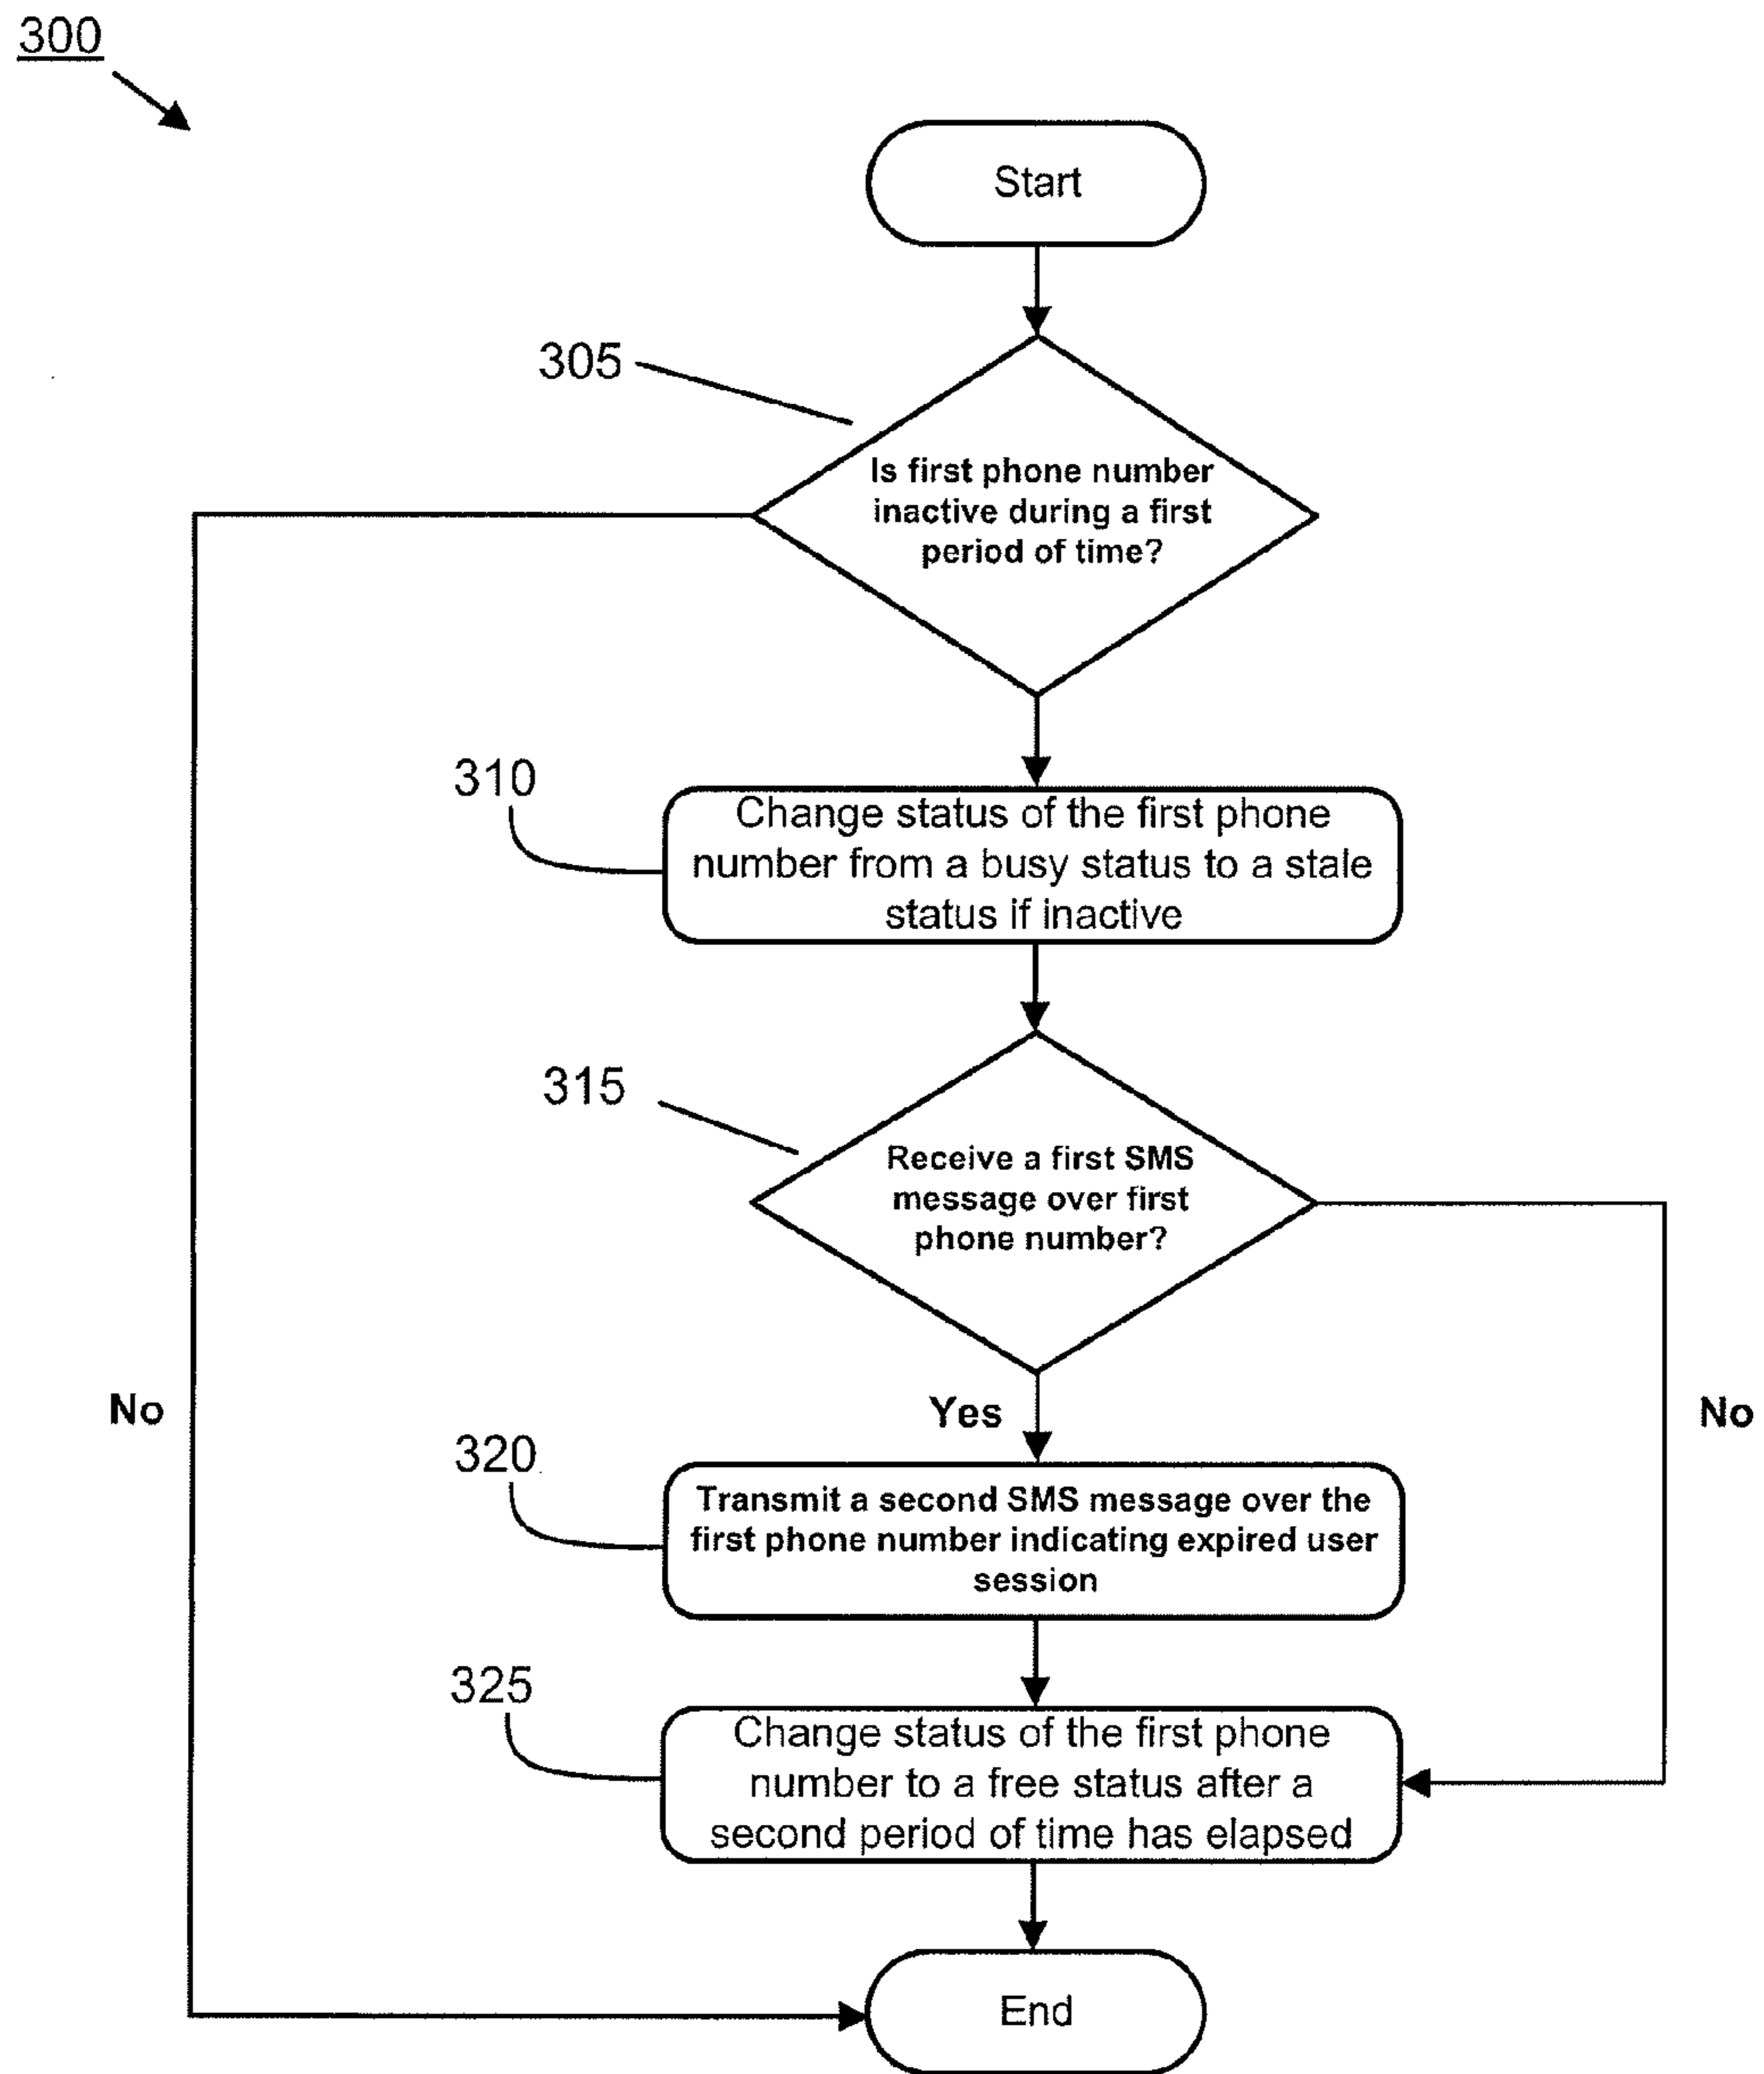 300
Start
305
Is first phone number
inactive during a first
period of time?
310
Change status of the first phone
number from a busy status to a stale
status if inactive
315
Receive a first SMS
message over first
phone number?
No
Yes
No
320
Transmit a second SMS message over the
first phone number indicating expired user
session
325
Change status of the first phone
number to a free status after a
second period of time has elapsed
End